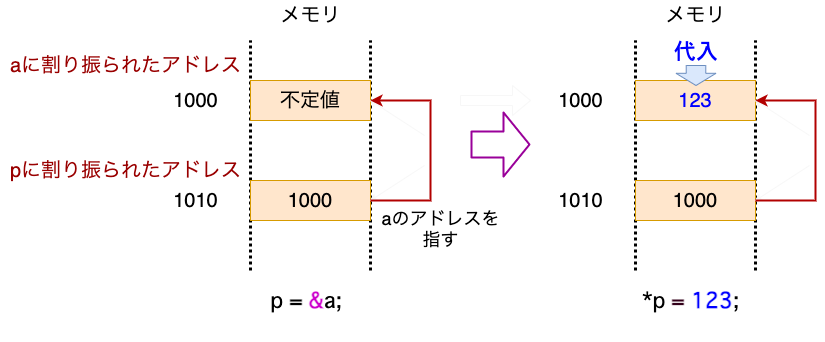 メモリ
aに割り振られたアドレス
1000
不定値
pに割り振られたアドレス
1010
1000
aのアドレスを
指す
p = &a;
メモリ
代入
1000
123
1010
1000
*p = 123;